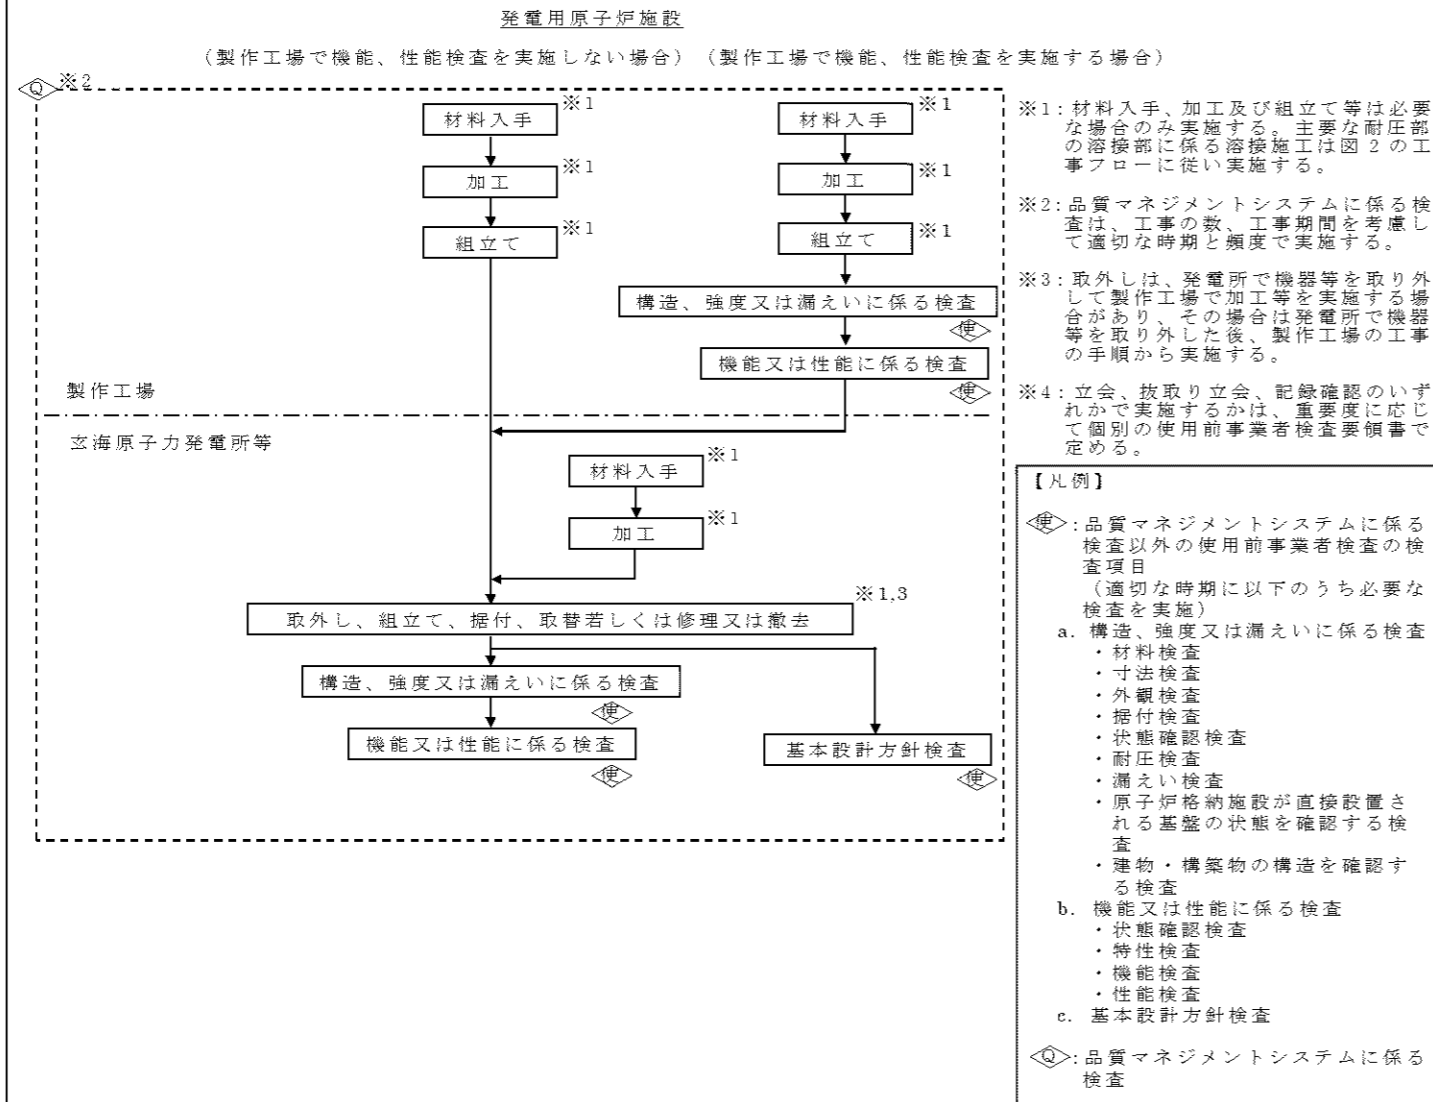 発電用原子炉施設
（製作工場で機能、性能検査を実施しない場合）（製作工場で機能、性能検査を実施する場合）
Q ※2
材料入手 ※1
加工 ※1
組立て ※1
材料入手 ※1
加工 ※1
組立て ※1
構造、強度又は漏えいに係る検査
使
機能又は性能に係る検査
使
製作工場
玄海原子力発電所等
材料入手 ※1
加工 ※1
取外し、組立て、据付、取替若しくは修理又は撤去 ※1,3
構造、強度又は漏えいに係る検査
使
機能又は性能に係る検査
使
基本設計方針検査
使
※1：材料入手、加工及び組立て等は必要
な場合のみ実施する。主要な耐圧部
の溶接部に係る溶接施工は図2の工
事フローに従い実施する。
※2：品質マネジメントシステムに係る検
査は、工事の数、工事期間を考慮し
て適切な時期と頻度で実施する。
※3：取外しは、発電所で機器等を取り外
して製作工場で加工等を実施する場
合があり、その場合は発電所で機器
等を取り外した後、製作工場の工事
の手順から実施する。
※4：立会、抜取り立会、記録確認のいず
れかで実施するかは、重要度に応じ
て個別の使用前事業者検査要領書で
定める。
【凡例】
使：品質マネジメントシステムに係る
検査以外の使用前事業者検査の検
査項目
（適切な時期に以下のうち必要な
検査を実施）
a. 構造、強度又は漏えいに係る検査
・材料検査
・寸法検査
・外観検査
・据付検査
・状態確認検査
・耐圧検査
・漏えい検査
・原子炉格納施設が直接設置さ
れる基盤の状態を確認する検
査
・建物・構築物の構造を確認す
る検査
b. 機能又は性能に係る検査
・状態確認検査
・特性検査
・機能検査
・性能検査
c. 基本設計方針検査
Q：品質マネジメントシステムに係る
検査